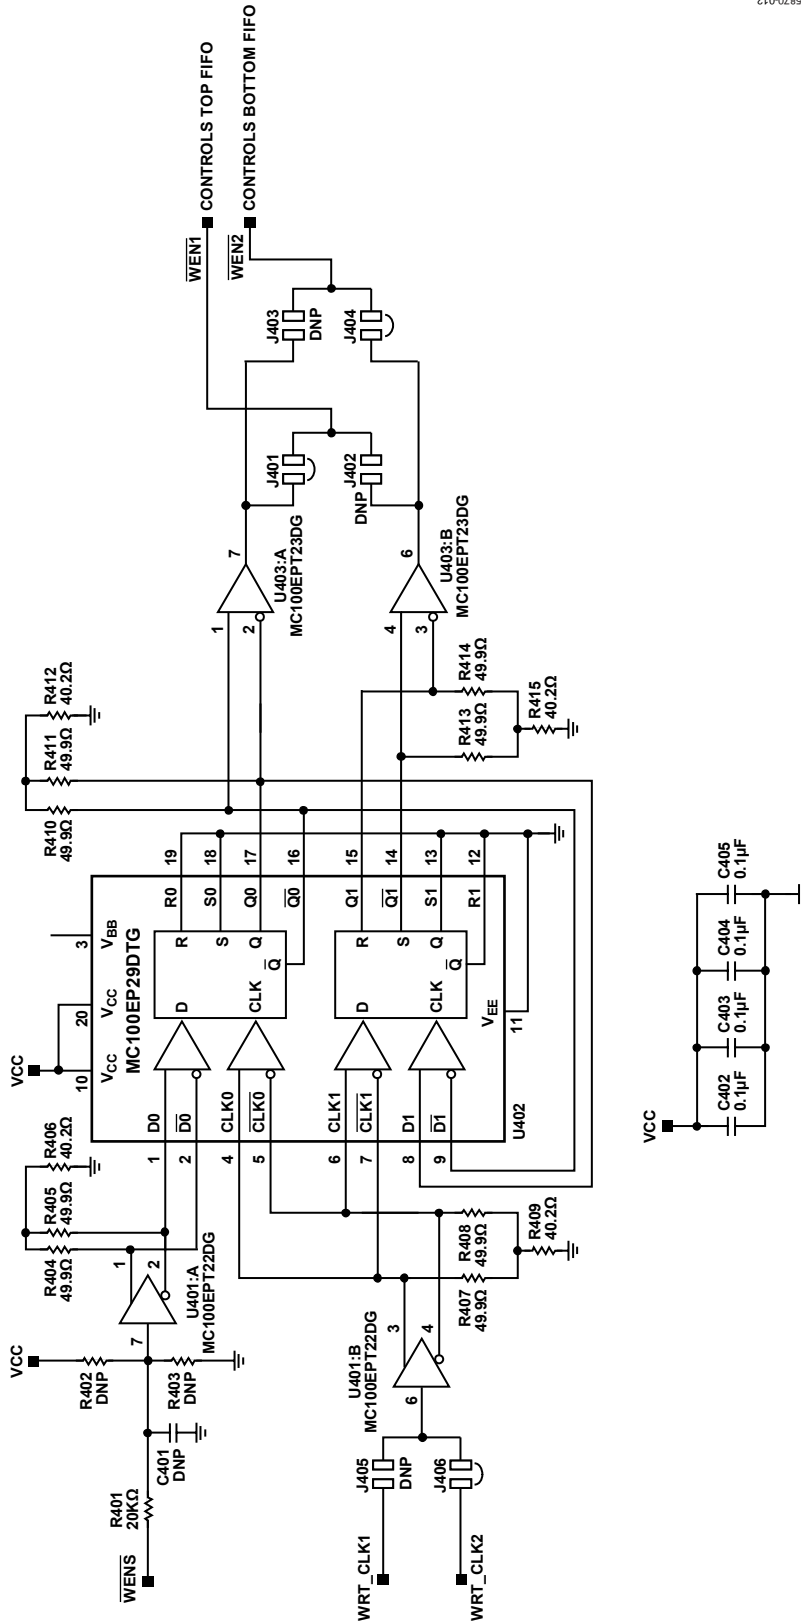 05870-012
CONTROLS TOP FIFO
CONTROLS BOTTOM FIFO
WEN1
WEN2
J403
DNP
J404
J401
J402
DNP
7
U403:A
MC100EPT23DG
1
2
6
U403:B
MC100EPT23DG
4
3
R412
40.2Ω
R411
49.9Ω
R410
49.9Ω
R414
49.9Ω
R413
49.9Ω
R415
40.2Ω
19
18
17
16
15
14
13
12
R0
S0
Q0
Q0
Q1
Q1
S1
R1
R
S
Q
Q
D
CLK
R
S
Q
Q
D
CLK
3
VBB
20
VCC
10
VCC
VCC
MC100EP29DTG
VEE
11
D0
D0
CLK0
CLK0
CLK1
CLK1
D1
D1
U402
1
2
4
5
6
7
8
9
R406
40.2Ω
R405
49.9Ω
R404
49.9Ω
1
2
U401:A
MC100EPT22DG
7
VCC
R402
DNP
R403
DNP
C401
DNP
R401
20KΩ
WENS
R408
49.9Ω
R407
49.9Ω
R409
40.2Ω
3
4
U401:B
MC100EPT22DG
6
J405
DNP
J406
WRT_CLK1
WRT_CLK2
VCC
C402
0.1µF
C403
0.1µF
C404
0.1µF
C405
0.1µF